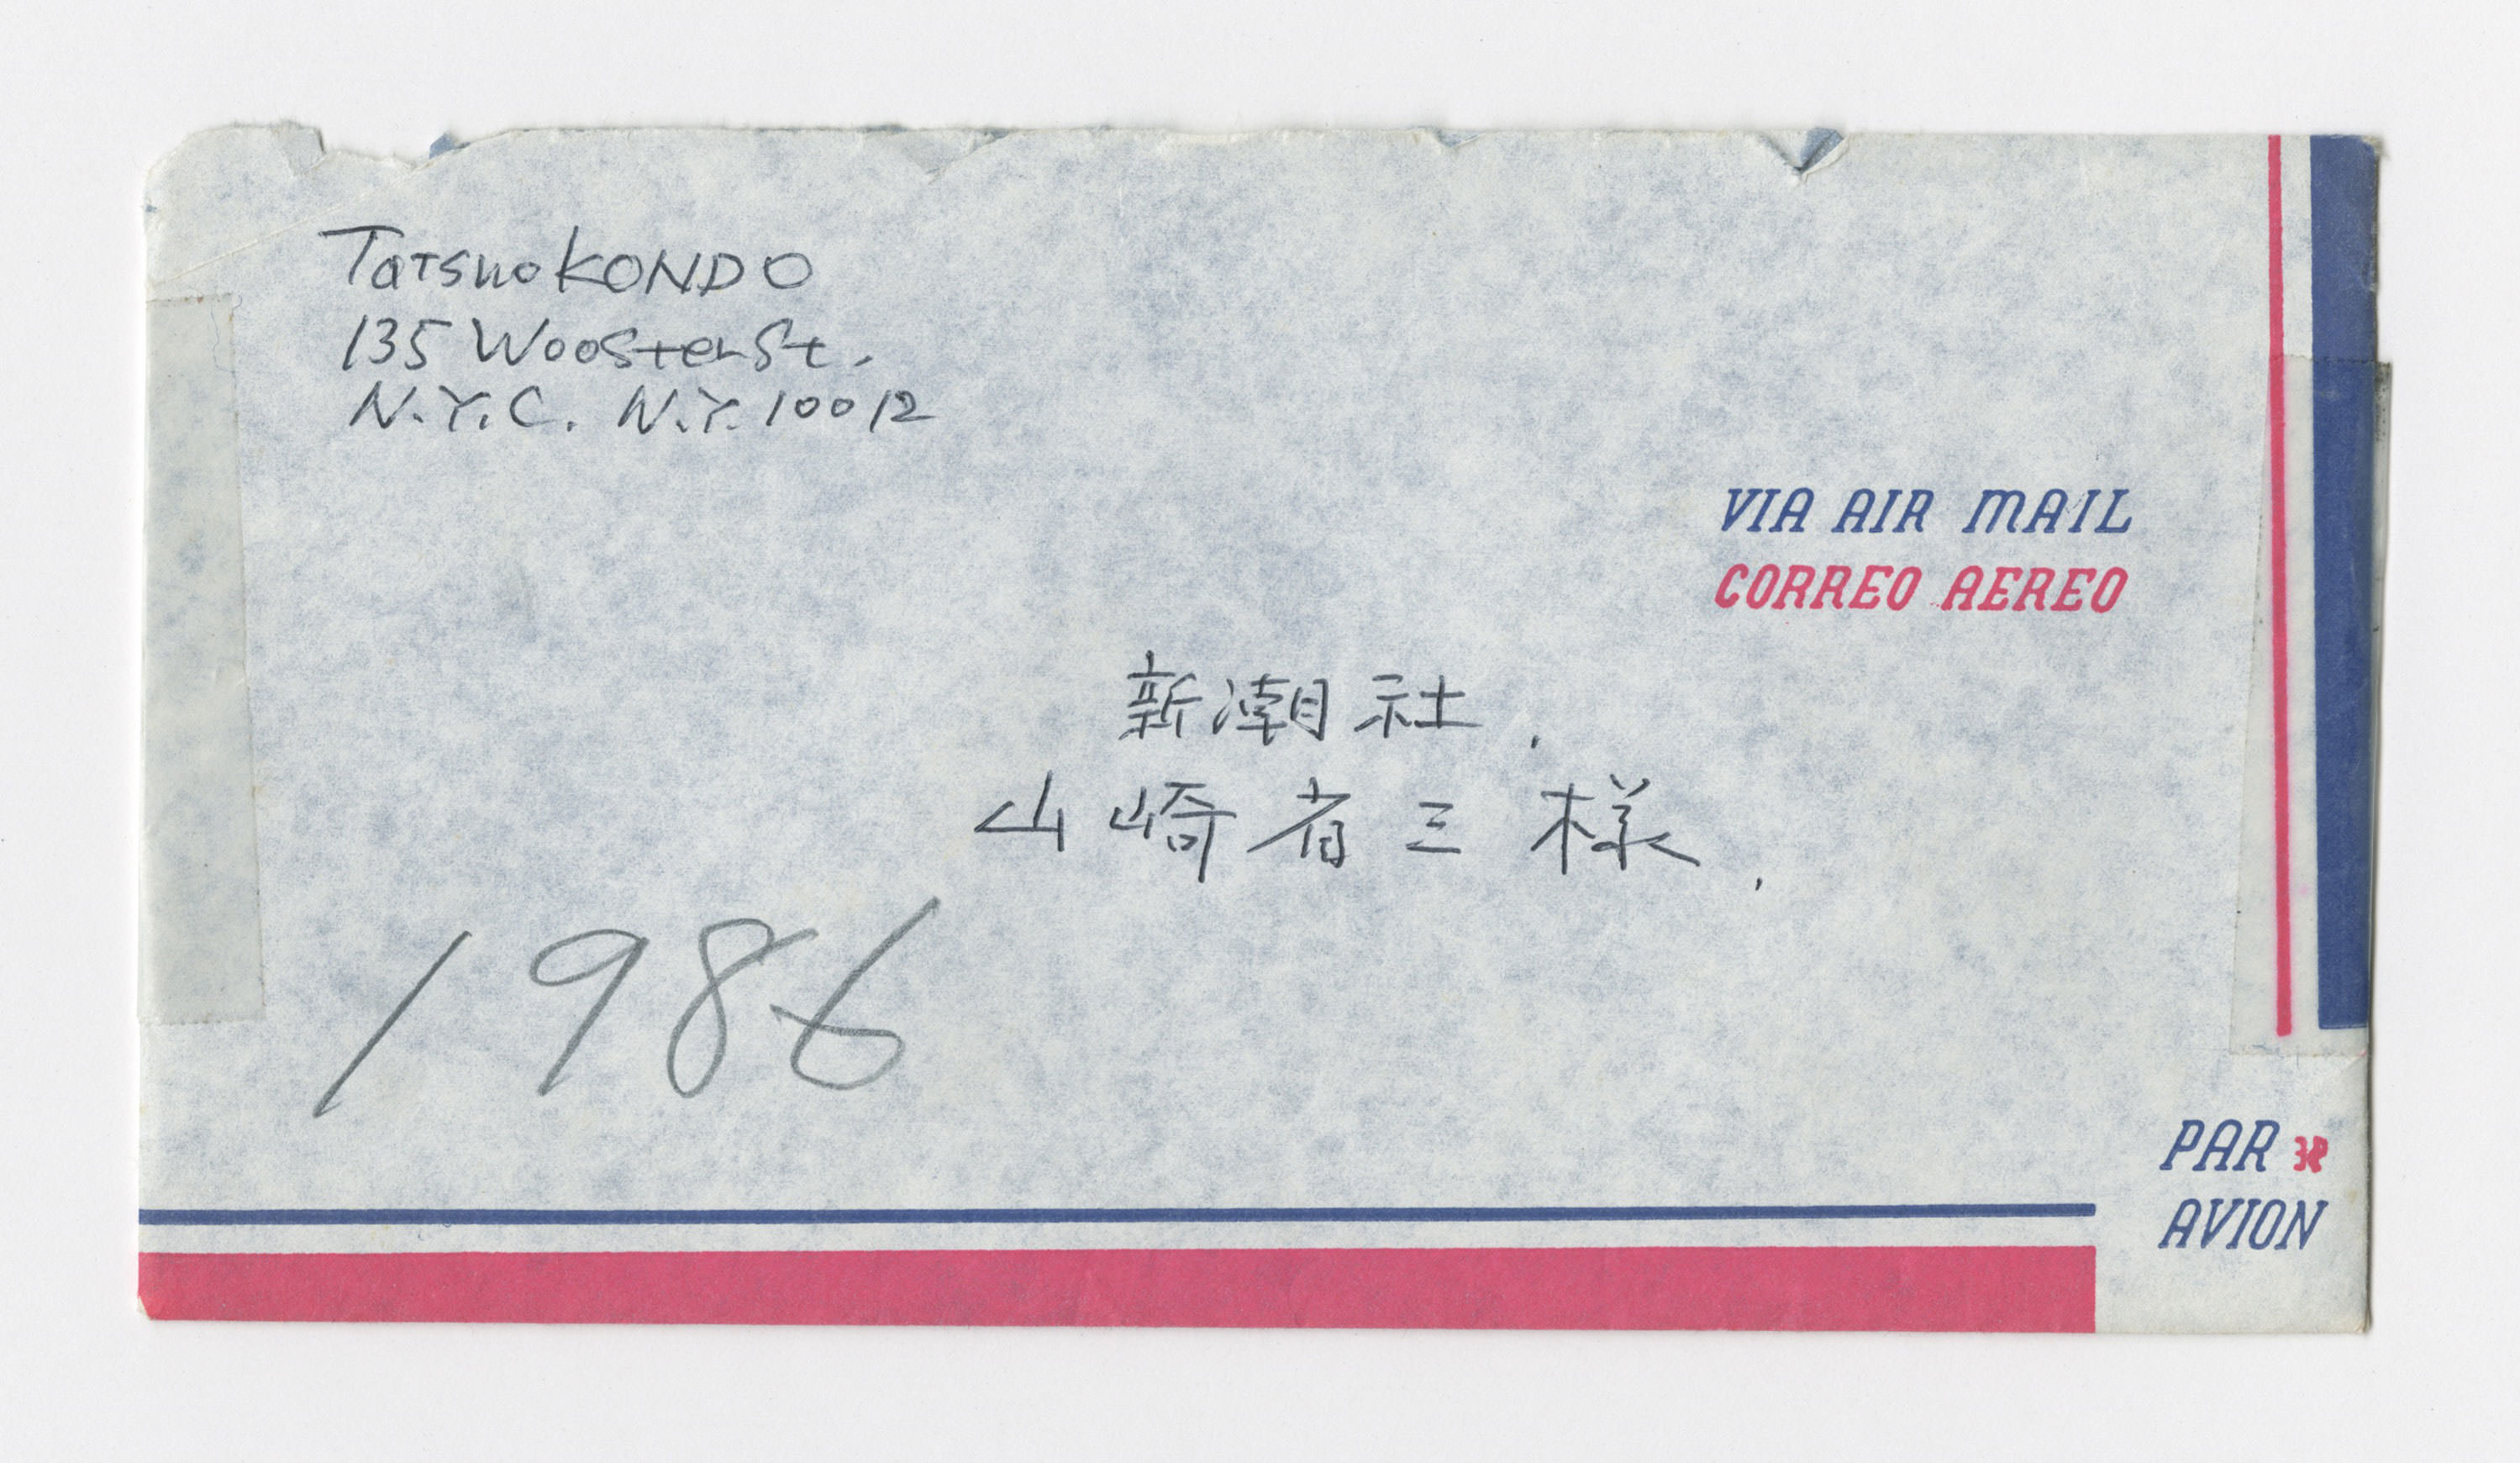 Tatsuo KONDO
135 Wooster St.
N.Y.C. N.Y. 10012
VIA AIR MAIL
CORREO AEREO
新潮社.
山崎省三様.
1986
PAR
AVION